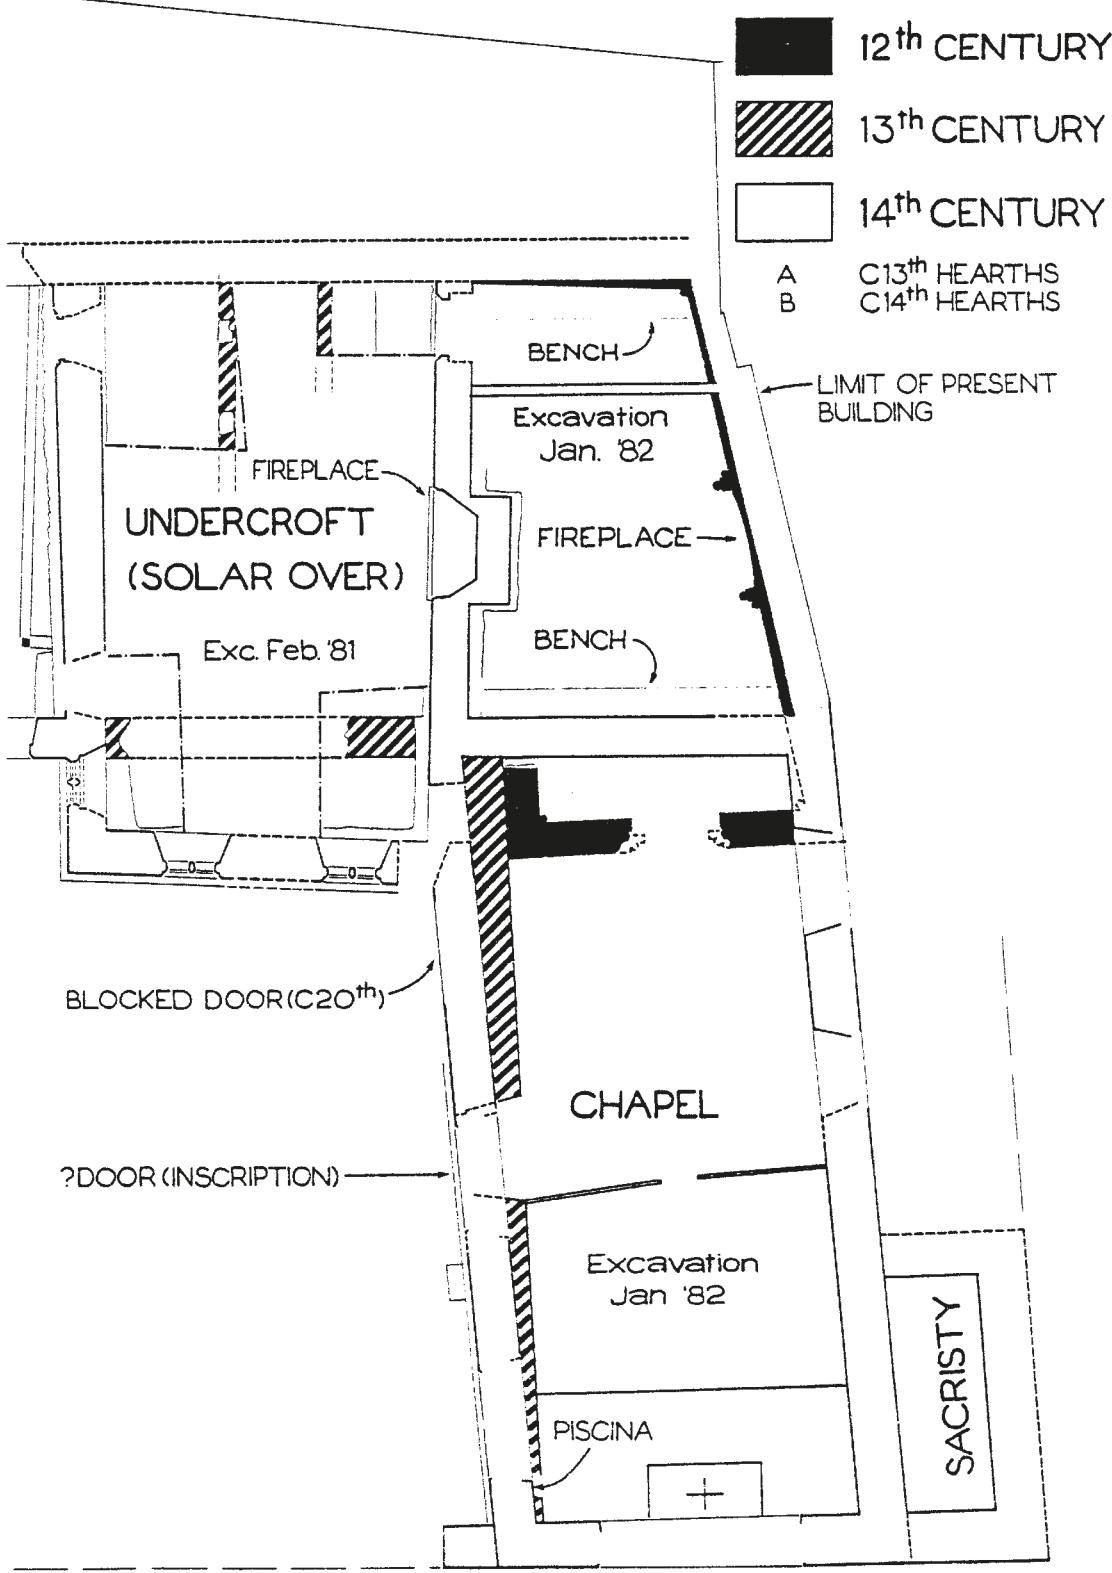 12th CENTURY
13th CENTURY
14th CENTURY
A C13th HEARTHS
B C14th HEARTHS
BENCH
LIMIT OF PRESENT
BUILDING
Excavation
Jan. '82
FIREPLACE
UNDERCROFT
(SOLAR OVER)
FIREPLACE
BENCH
Exc. Feb. '81
BLOCKED DOOR (C20th)
CHAPEL
?DOOR (INSCRIPTION)
Excavation
Jan '82
SACRISTY
PISCINA